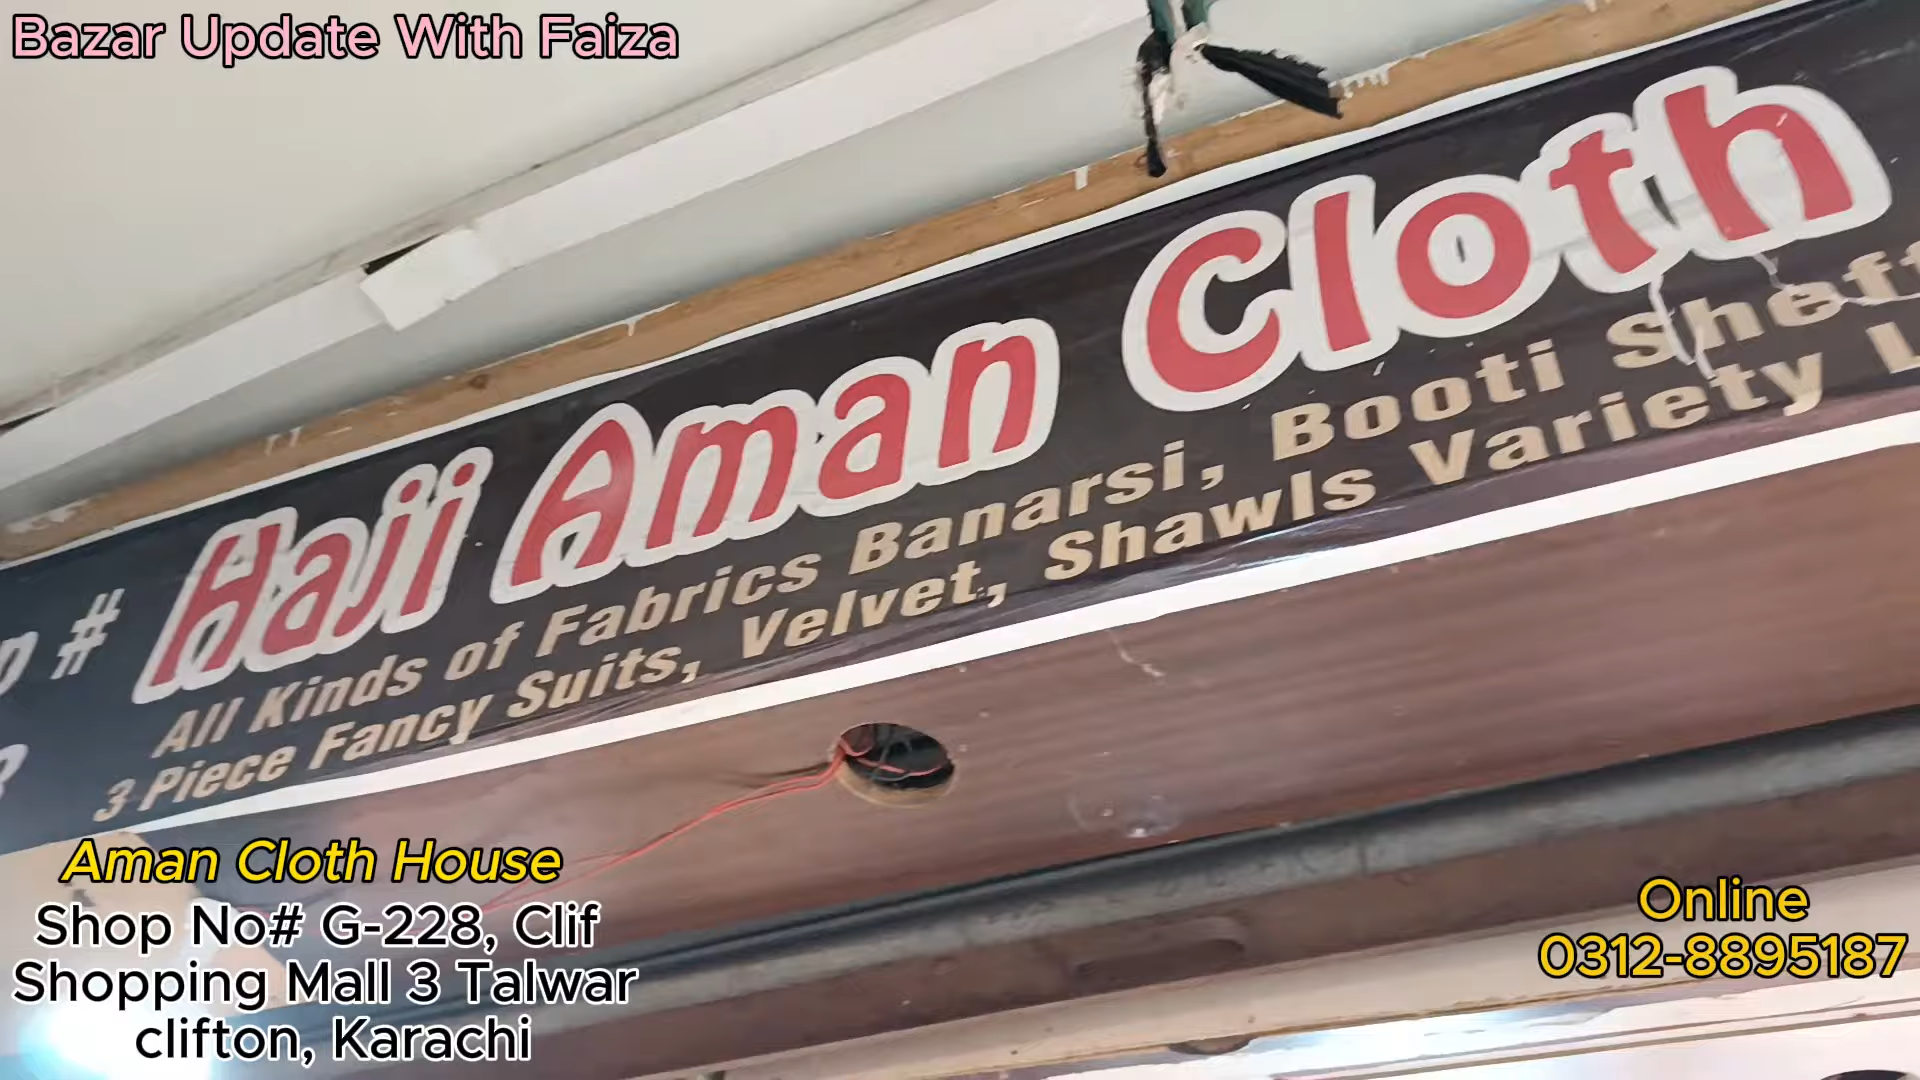 Bazar Update With Faiza
Haji Aman Cloth
#
All Kinds of Fabrics Banarsi, Booti
3 Piece Fancy Suits, Velvet, Shawls Variety
Aman Cloth House
Shop No# G-228, Clif
Shopping Mall 3 Talwar
clifton, Karachi
Online
0312-8895187